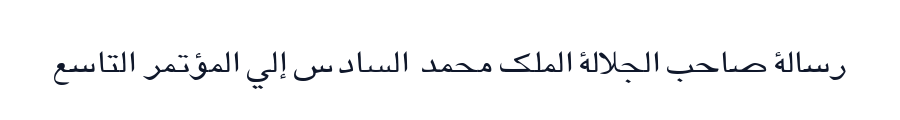 رسالة صاحب الجلالة الملك محمد السادس إلي المؤتمر التاسع